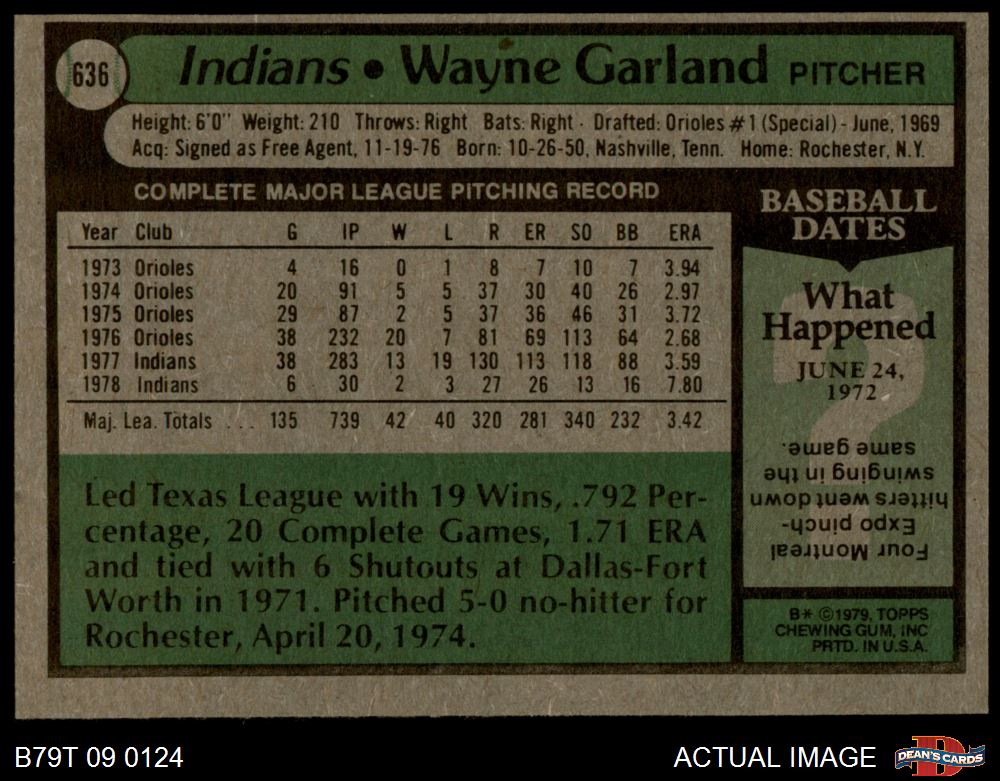 636
Indians • Wayne Garland PITCHER
Height: 6'0" Weight: 210 Throws: Right Bats: Right · Drafted: Orioles #1 (Special) - June, 1969
Acq: Signed as Free Agent, 11-19-76 Born: 10-26-50, Nashville, Tenn. Home: Rochester, N.Y.
COMPLETE MAJOR LEAGUE PITCHING RECORD
Year Club G IP W L R ER SO BB ERA
1973 Orioles 4 16 0 1 8 7 10 7 3.94
1974 Orioles 20 91 5 5 37 30 40 26 2.97
1975 Orioles 29 87 2 5 37 36 46 31 3.72
1976 Orioles 38 232 20 7 81 69 113 64 2.68
1977 Indians 38 283 13 19 130 113 118 88 3.59
1978 Indians 6 30 2 3 27 26 13 16 7.80
Maj. Lea. Totals . . . 135 739 42 40 320 281 340 232 3.42
Led Texas League with 19 Wins, .792 Per-
centage, 20 Complete Games, 1.71 ERA
and tied with 6 Shutouts at Dallas-Fort
Worth in 1971. Pitched 5-0 no-hitter for
Rochester, April 20, 1974.
BASEBALL
DATES
What
Happened
JUNE 24,
1972
?
Four Montreal
Expo pinch-
hitters went down
swinging in the
same game.
B* ©1979, TOPPS
CHEWING GUM, INC
PRTD. IN U.S.A.
B79T 09 0124
ACTUAL IMAGE
D
DEAN'S CARDS